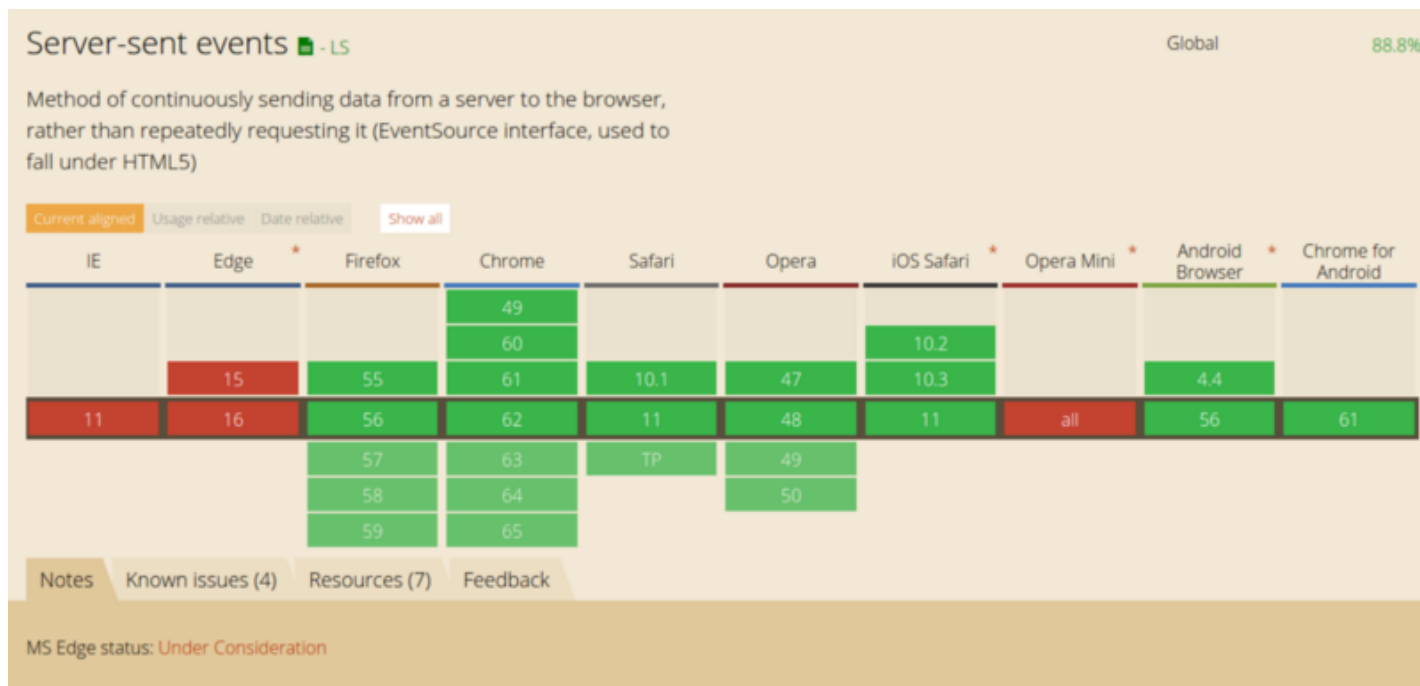 Server-sent events - LS
Global 88.8%
Method of continuously sending data from a server to the browser,
rather than repeatedly requesting it (EventSource interface, used to
fall under HTML5)
Current aligned Usage relative Date relative Show all
IE Edge * Firefox Chrome Safari Opera iOS Safari * Opera Mini * Android Browser * Chrome for Android
49
60 10.2
15 55 61 10.1 47 10.3 4.4
11 16 56 62 11 48 11 all 56 61
57 63 TP 49
58 64 50
59 65
Notes Known issues (4) Resources (7) Feedback
MS Edge status: Under Consideration